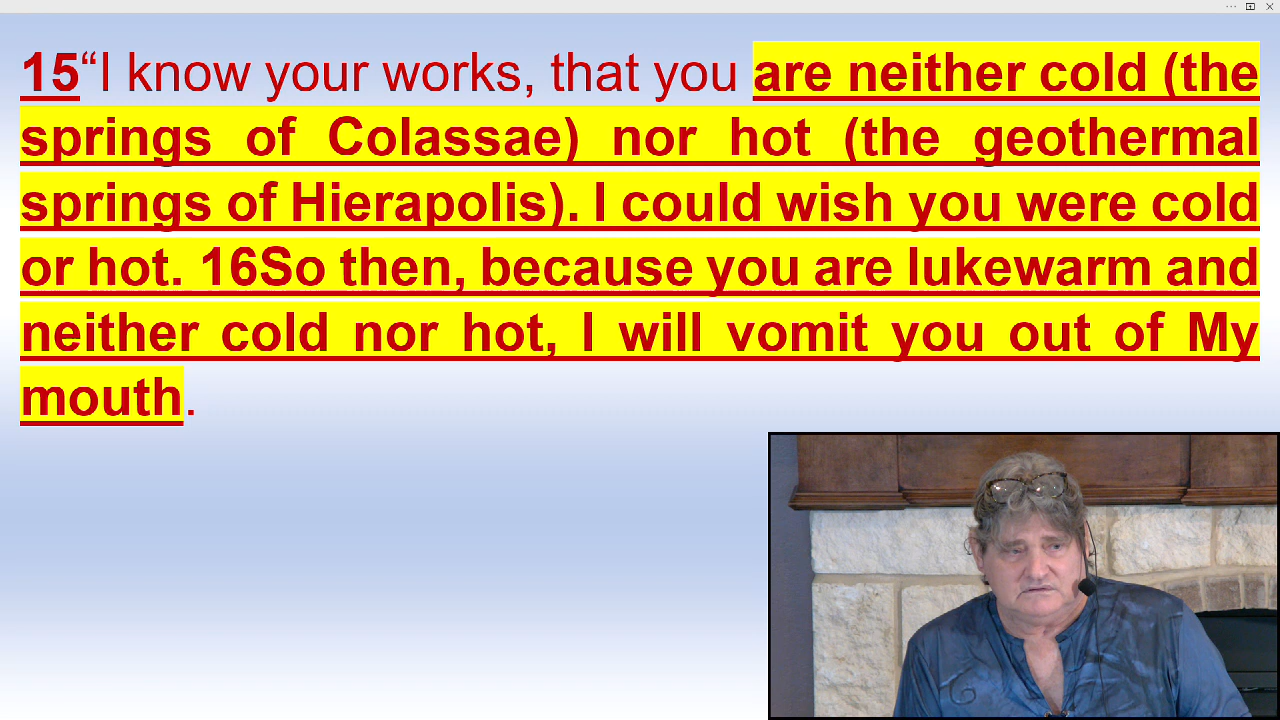 15“I know your works, that you are neither cold (the
springs of Colassae) nor hot (the geothermal
springs of Hierapolis). I could wish you were cold
or hot. 16So then, because you are lukewarm and
neither cold nor hot, I will vomit you out of My
mouth.